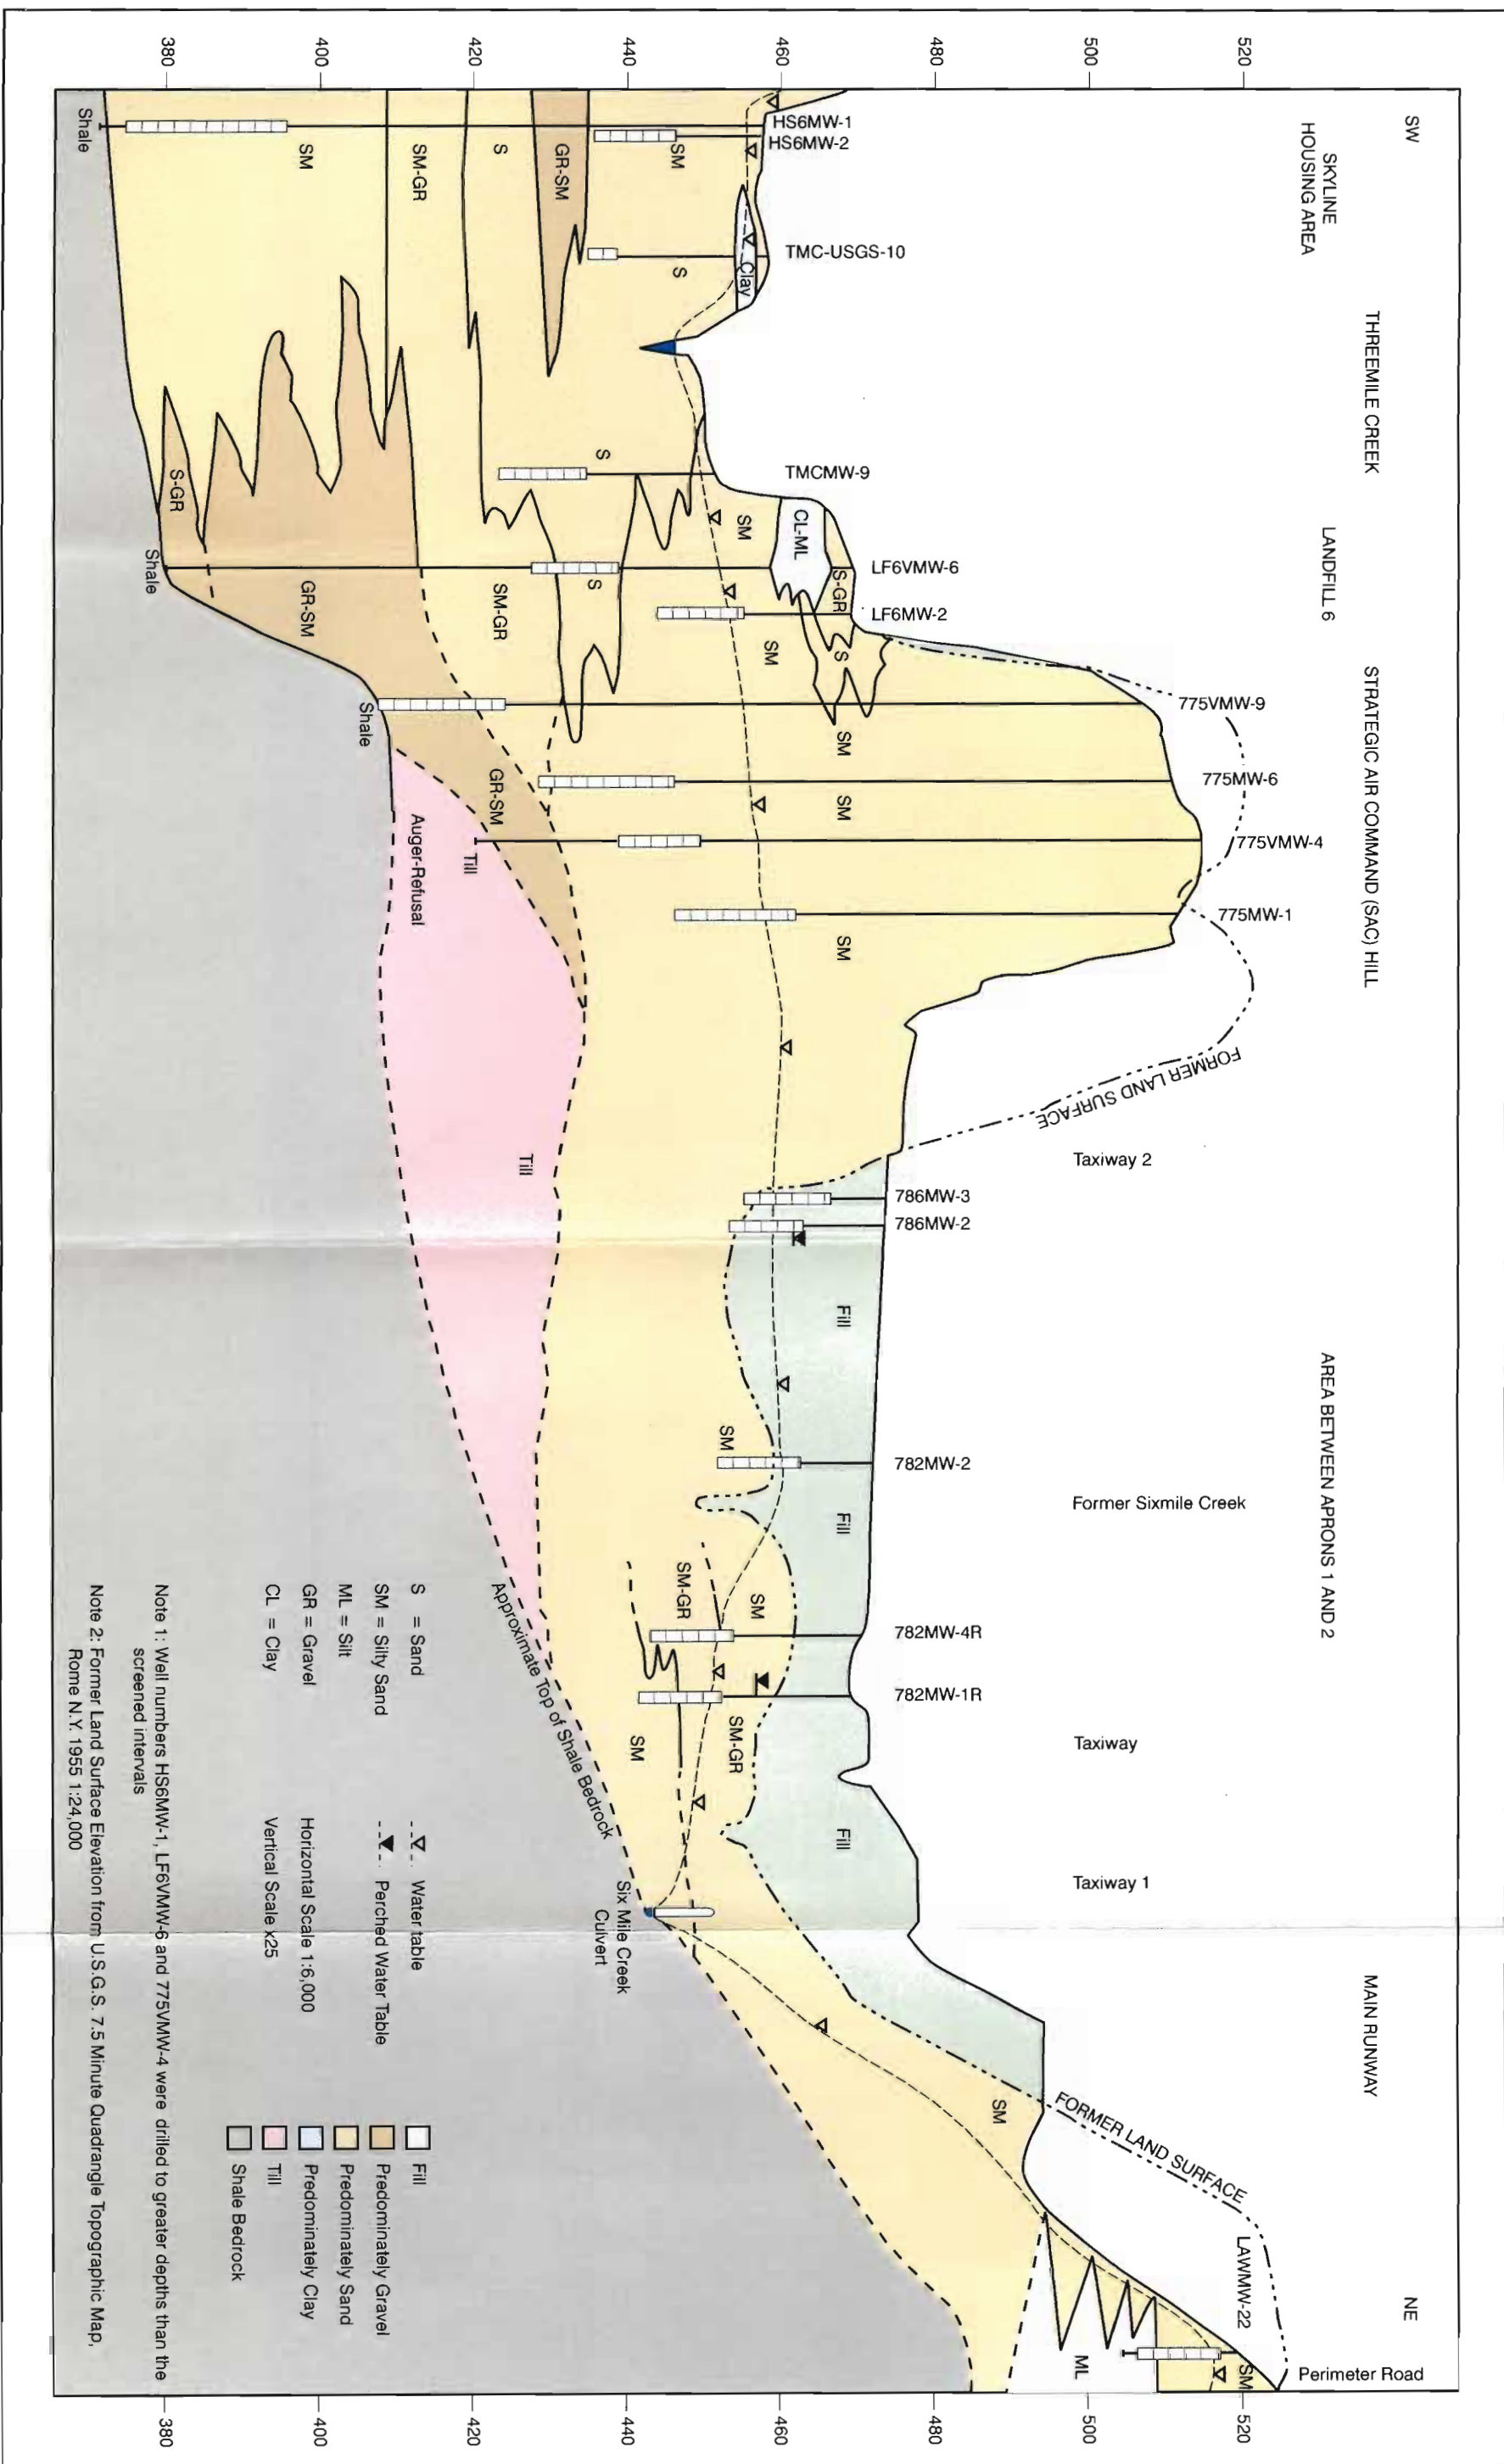 SW
NE
SKYLINE
HOUSING AREA
THREEMILE CREEK
LANDFILL 6
STRATEGIC AIR COMMAND (SAC) HILL
AREA BETWEEN APRONS 1 AND 2
MAIN RUNWAY
520
500
480
460
440
420
400
380
520
500
480
460
440
420
400
380
HS6MW-1
HS6MW-2
TMC-USGS-10
TMCMW-9
LF6VMW-6
LF6MW-2
775VMW-9
775MW-6
775VMW-4
775MW-1
FORMER LAND SURFACE
Taxiway 2
786MW-3
786MW-2
782MW-2
Former Sixmile Creek
782MW-4R
782MW-1R
Taxiway
Taxiway 1
FORMER LAND SURFACE
LAWMW-22
Perimeter Road
SM
GR-SM
S
SM-GR
SM
Shale
Clay
S
S
S-GR
Shale
SM
CL-ML
S-GR
S
SM
S
SM-GR
GR-SM
Shale
SM
SM
SM
GR-SM
Till
Auger-Refusal
Till
Fill
SM
Fill
SM
SM-GR
SM-GR
SM
Fill
Approximate Top of Shale Bedrock
Six Mile Creek
Culvert
SM
ML
SM
S = Sand
SM = Silty Sand
ML = Silt
GR = Gravel
CL = Clay
Water table
Perched Water Table
Horizontal Scale 1:6,000
Vertical Scale x25
Fill
Predominately Gravel
Predominately Sand
Predominately Clay
Till
Shale Bedrock
Note 1: Well numbers HS6MW-1, LF6VMW-6 and 775VMW-4 were drilled to greater depths than the
screened intervals
Note 2: Former Land Surface Elevation from U.S.G.S. 7.5 Minute Quadrangle Topographic Map,
Rome N.Y. 1955 1:24,000